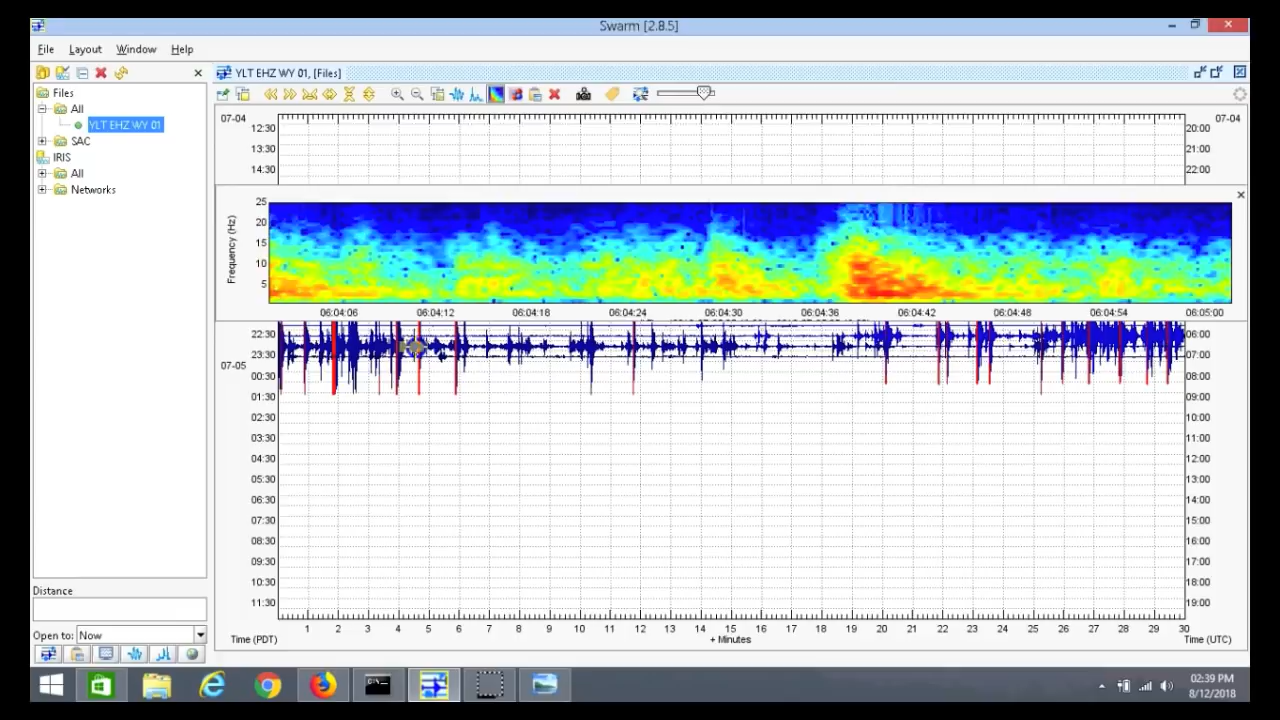 Swarm [2.8.5]
File Layout Window Help
YLT EHZ WY 01, [Files]
Files
All
YLT EHZ WY 01
SAC
IRIS
All
Networks
07-04
07-04
12:30
20:00
13:30
21:00
14:30
22:00
Frequency (Hz)
25
20
15
10
5
06:04:06 06:04:12 06:04:18 06:04:24 06:04:30 06:04:36 06:04:42 06:04:48 06:04:54 06:05:00
22:30
06:00
23:30
07:00
07-05
00:30
08:00
01:30
09:00
02:30
10:00
03:30
11:00
04:30
12:00
05:30
13:00
06:30
14:00
07:30
15:00
08:30
16:00
09:30
17:00
10:30
18:00
11:30
19:00
1 2 3 4 5 6 7 8 9 10 11 12 13 14 15 16 17 18 19 20 21 22 23 24 25 26 27 28 29 30
Time (PDT)
+ Minutes
Time (UTC)
Distance
Open to: Now
02:39 PM
8/12/2018